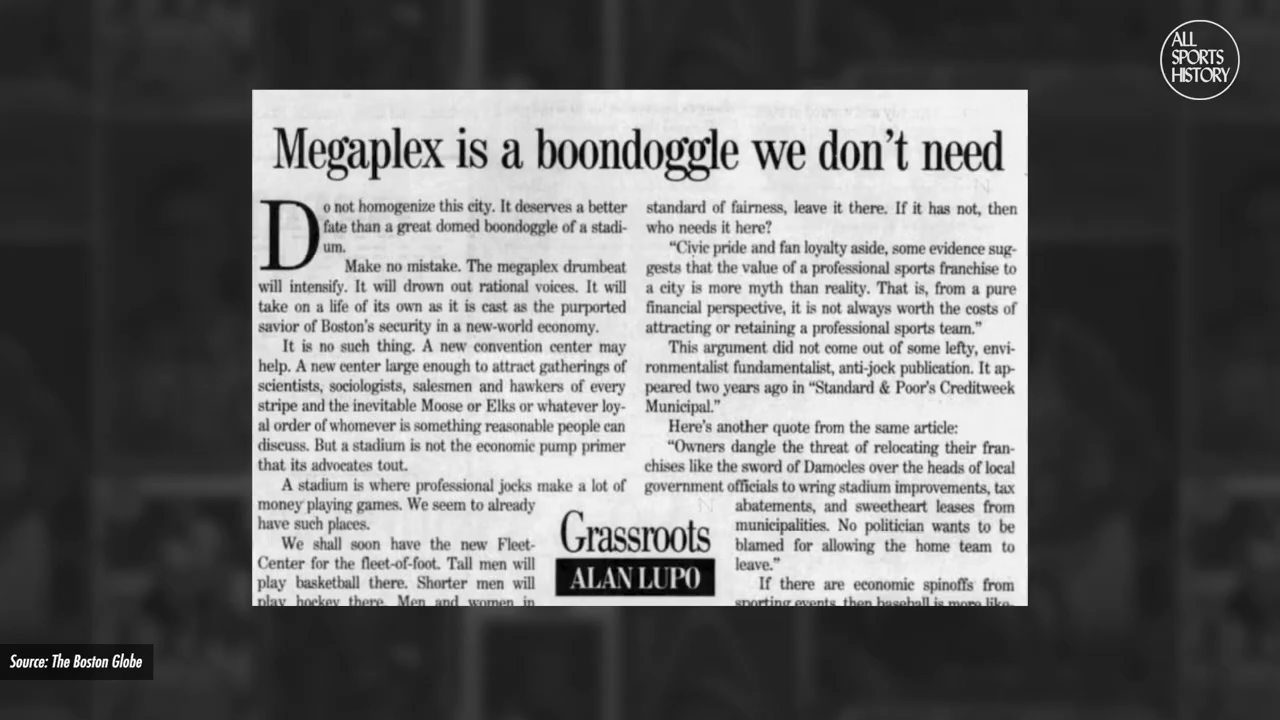 ALL
SPORTS
HISTORY
Megaplex is a boondoggle we don't need
Do not homogenize this city. It deserves a better
fate than a great domed boondoggle of a stadi-
um.
Make no mistake. The megaplex drumbeat
will intensify. It will drown out rational voices. It will
take on a life of its own as it is cast as the purported
savior of Boston's security in a new-world economy.
It is no such thing. A new convention center may
help. A new center large enough to attract gatherings of
scientists, sociologists, salesmen and hawkers of every
stripe and the inevitable Moose or Elks or whatever loy-
al order of whomever is something reasonable people can
discuss. But a stadium is not the economic pump primer
that its advocates tout.
A stadium is where professional jocks make a lot of
money playing games. We seem to already
have such places.
We shall soon have the new Fleet-
Center for the fleet-of-foot. Tall men will
play basketball there. Shorter men will
play hockey there. Men and women in
standard of fairness, leave it there. If it has not, then
who needs it here?
"Civic pride and fan loyalty aside, some evidence sug-
gests that the value of a professional sports franchise to
a city is more myth than reality. That is, from a pure
financial perspective, it is not always worth the costs of
attracting or retaining a professional sports team."
This argument did not come out of some lefty, envi-
ronmentalist fundamentalist, anti-jock publication. It ap-
peared two years ago in "Standard & Poor's Creditweek
Municipal."
Here's another quote from the same article:
"Owners dangle the threat of relocating their fran-
chises like the sword of Damocles over the heads of local
government officials to wring stadium improvements, tax
abatements, and sweetheart leases from
municipalities. No politician wants to be
blamed for allowing the home team to
leave."
If there are economic spinoffs from
sporting events, then baseball is more like-
Grassroots
ALAN LUPO
Source: The Boston Globe